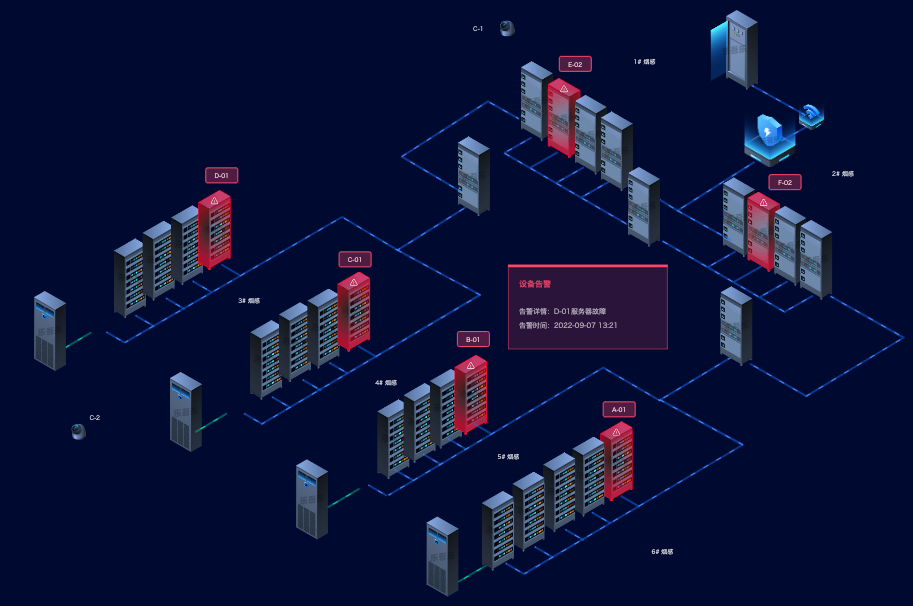 C-1
E-02
1# 烟感
D-01
F-02
2# 烟感
C-01
3# 烟感
设备告警
告警详情: D-01服务器故障
告警时间: 2022-09-07 13:21
B-01
4# 烟感
A-01
C-2
5# 烟感
6# 烟感